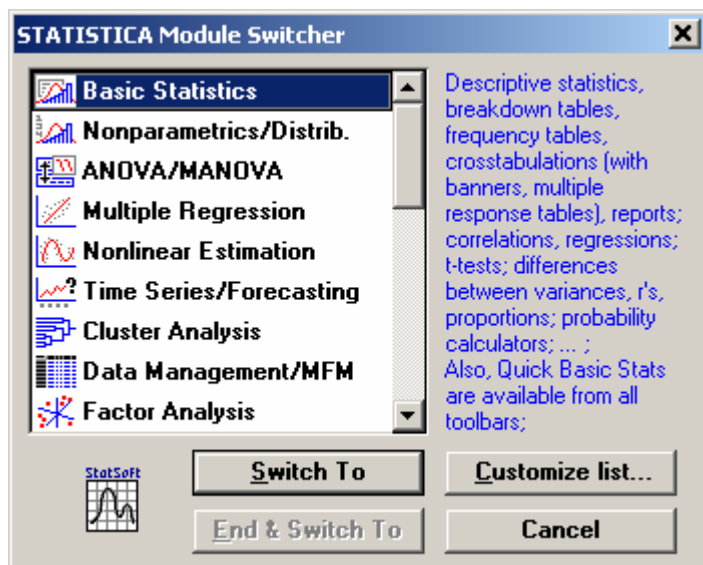 STATISTICA Module Switcher
Basic Statistics
Nonparametrics/Distrib.
ANOVA/MANOVA
Multiple Regression
Nonlinear Estimation
Time Series/Forecasting
Cluster Analysis
Data Management/MFM
Factor Analysis
Descriptive statistics,
breakdown tables,
frequency tables,
crosstabulations (with
banners, multiple
response tables), reports;
correlations, regressions;
t-tests; differences
between variances, r's,
proportions; probability
calculators; ... ;
Also, Quick Basic Stats
are available from all
toolbars;
StatSoft
Switch To
Customize list...
End & Switch To
Cancel